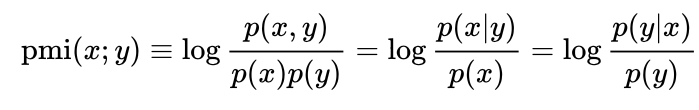 pmi(x; y) ≡ log p(x, y) / p(x)p(y) = log p(x|y) / p(x) = log p(y|x) / p(y)